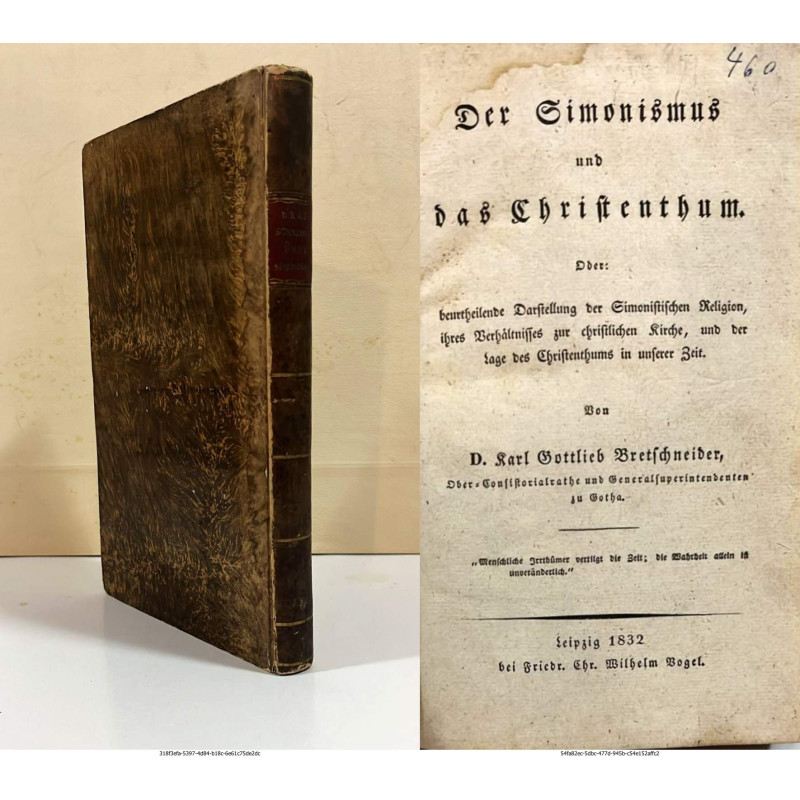 460
Der Simonismus
und
das Christenthum.
Oder:
beurtheilende Darstellung der Simonistischen Religion,
ihres Verhältnisses zur christlichen Kirche, und der
Lage des Christenthums in unserer Zeit.
Von
D. Karl Gottlieb Bretschneider,
Ober-Consistorialrathe und Generalsuperintendenten
zu Gotha.
„Menschliche Irrthümer vertilgt die Zeit; die Wahrheit allein ist
unveränderlich."
Leipzig 1832
bei Friedr. Chr. Wilhelm Vogel.
318f3efa-5397-4d84-b18c-6e61c75de2dc
54fa82ec-5dbc-477d-945b-c54e152affc2